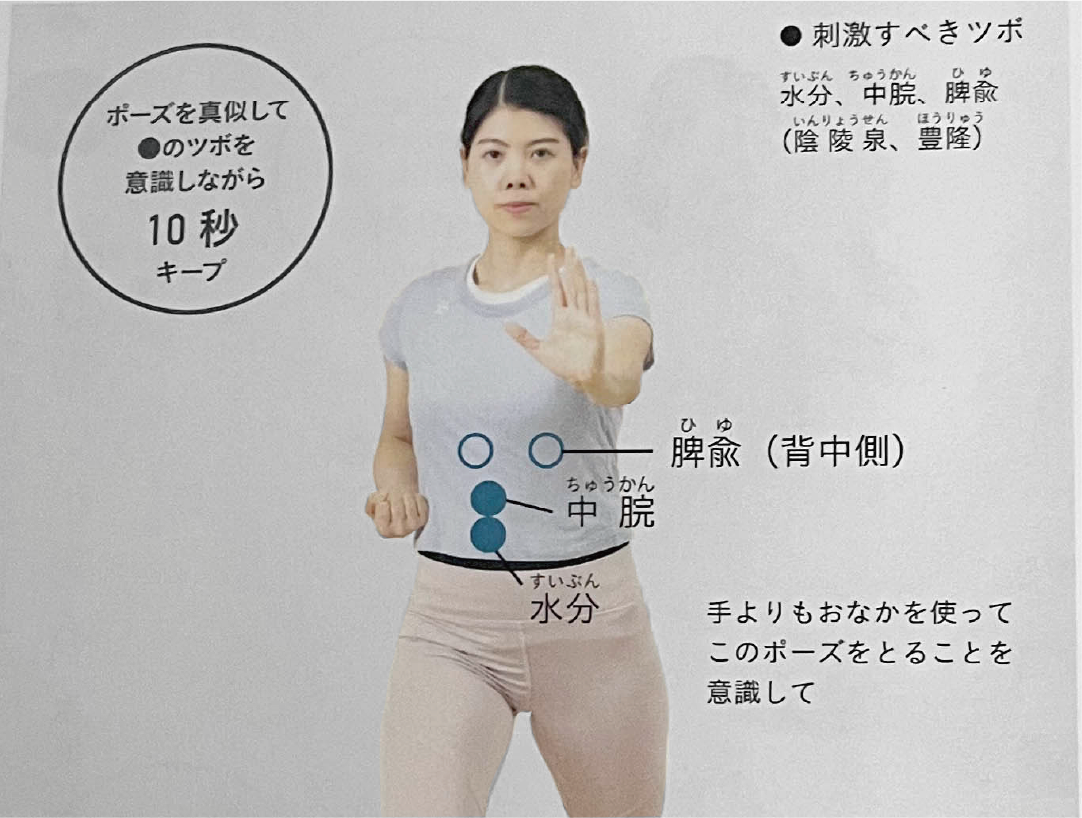 ポーズを真似して
●のツボを
意識しながら
10 秒
キープ
● 刺激すべきツボ
すいぶん ちゅうかん ひ ゆ
水分、中脘、脾兪
いんりょうせん ほうりゅう
(陰陵泉、豊隆)
ひ ゆ
脾兪(背中側)
ちゅうかん
中 脘
すいぶん
水分
手よりもおなかを使って
このポーズをとることを
意識して